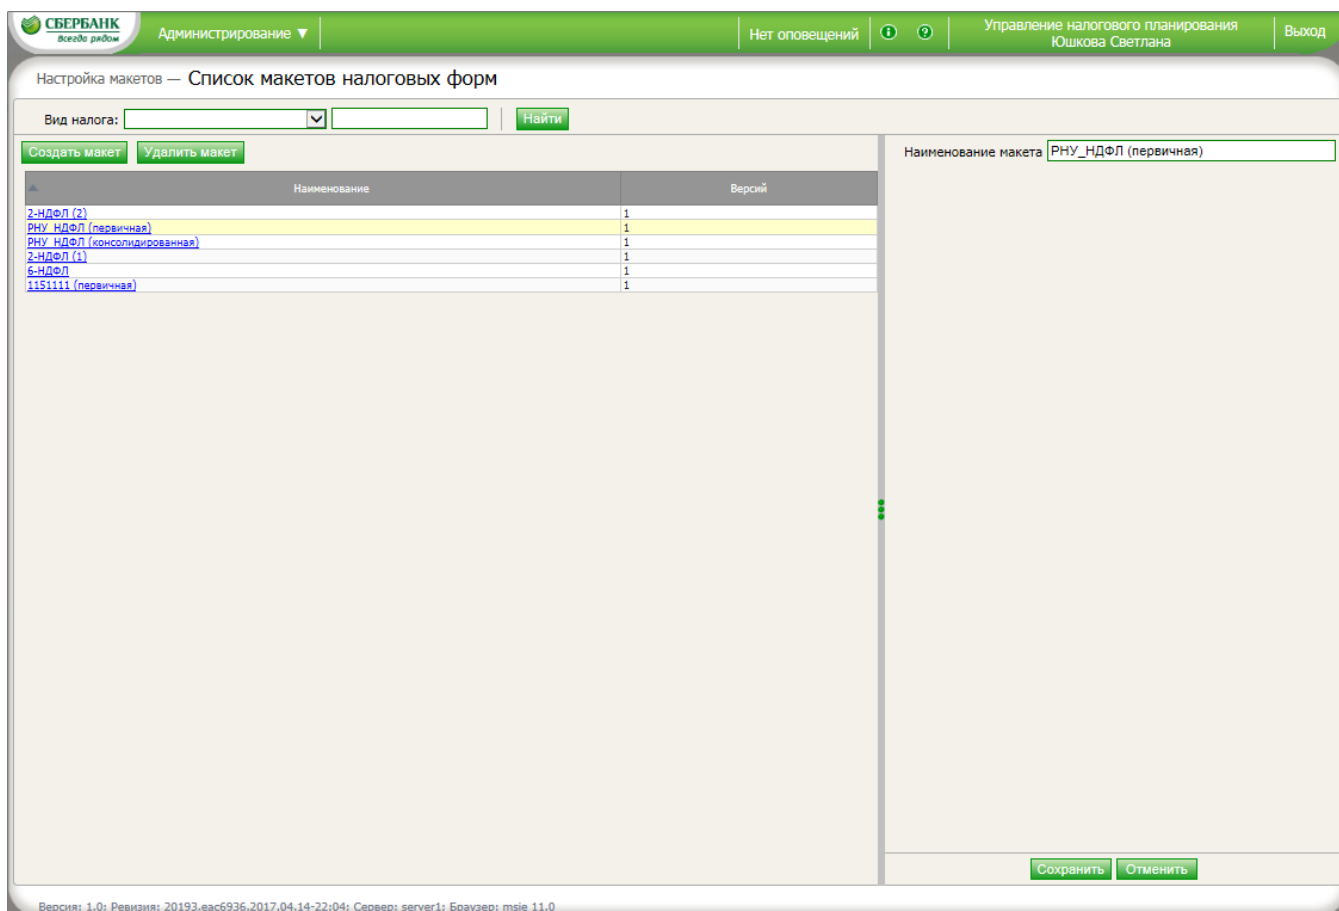 СБЕРБАНК
Всегда рядом
Администрирование ▼
Нет оповещений
Управление налогового планирования
Юшкова Светлана
Выход
Настройка макетов — Список макетов налоговых форм
Вид налога:
Найти
Создать макет Удалить макет
Наименование макета РНУ_НДФЛ (первичная)
Наименование Версий
2-НДФЛ (2) 1
РНУ_НДФЛ (первичная) 1
РНУ_НДФЛ (консолидированная) 1
2-НДФЛ (1) 1
6-НДФЛ 1
1151111 (первичная) 1
Сохранить Отменить
Версия: 1.0; Ревизия: 20193.eac6936.2017.04.14-22:04; Сервер: server1; Браузер: msie 11.0